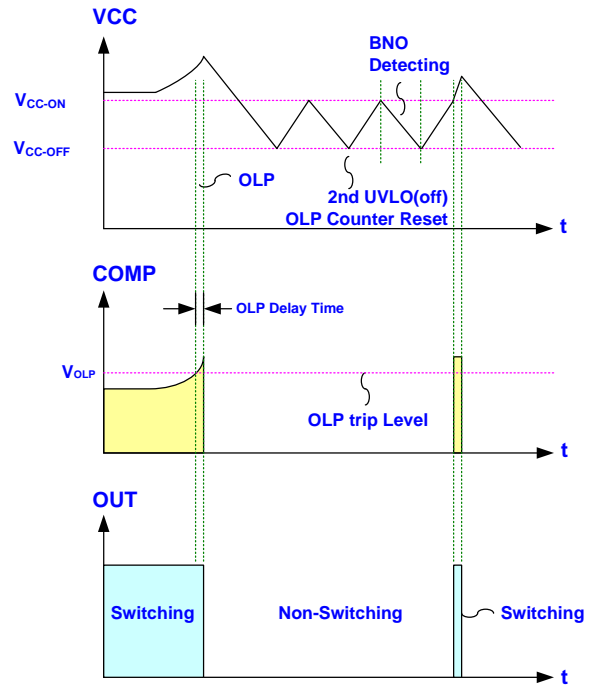 VCC
BNO
Detecting
VCC-ON
VCC-OFF
OLP
2nd UVLO(off)
OLP Counter Reset
t
COMP
OLP Delay Time
VOLP
OLP trip Level
t
OUT
Switching
Non-Switching
Switching
t